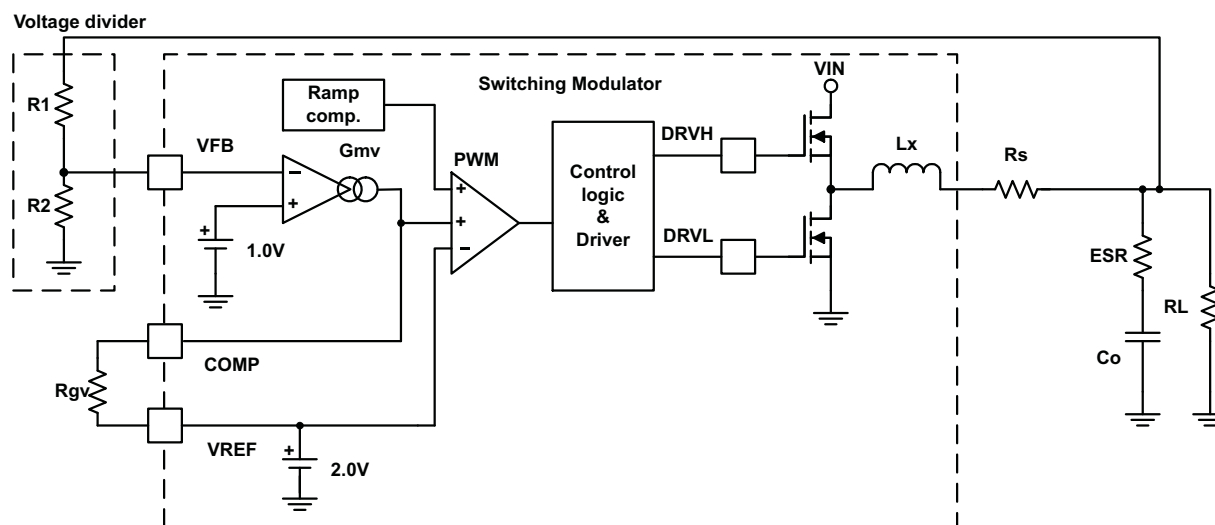 Voltage divider
R1
R2
VFB
Ramp
comp.
Gmv
Switching Modulator
PWM
+
+
−
−
+
+
1.0V
Control
logic
&
Driver
DRVH
DRVL
VIN
Lx
Rs
ESR
RL
Co
COMP
Rgv
VREF
+
2.0V